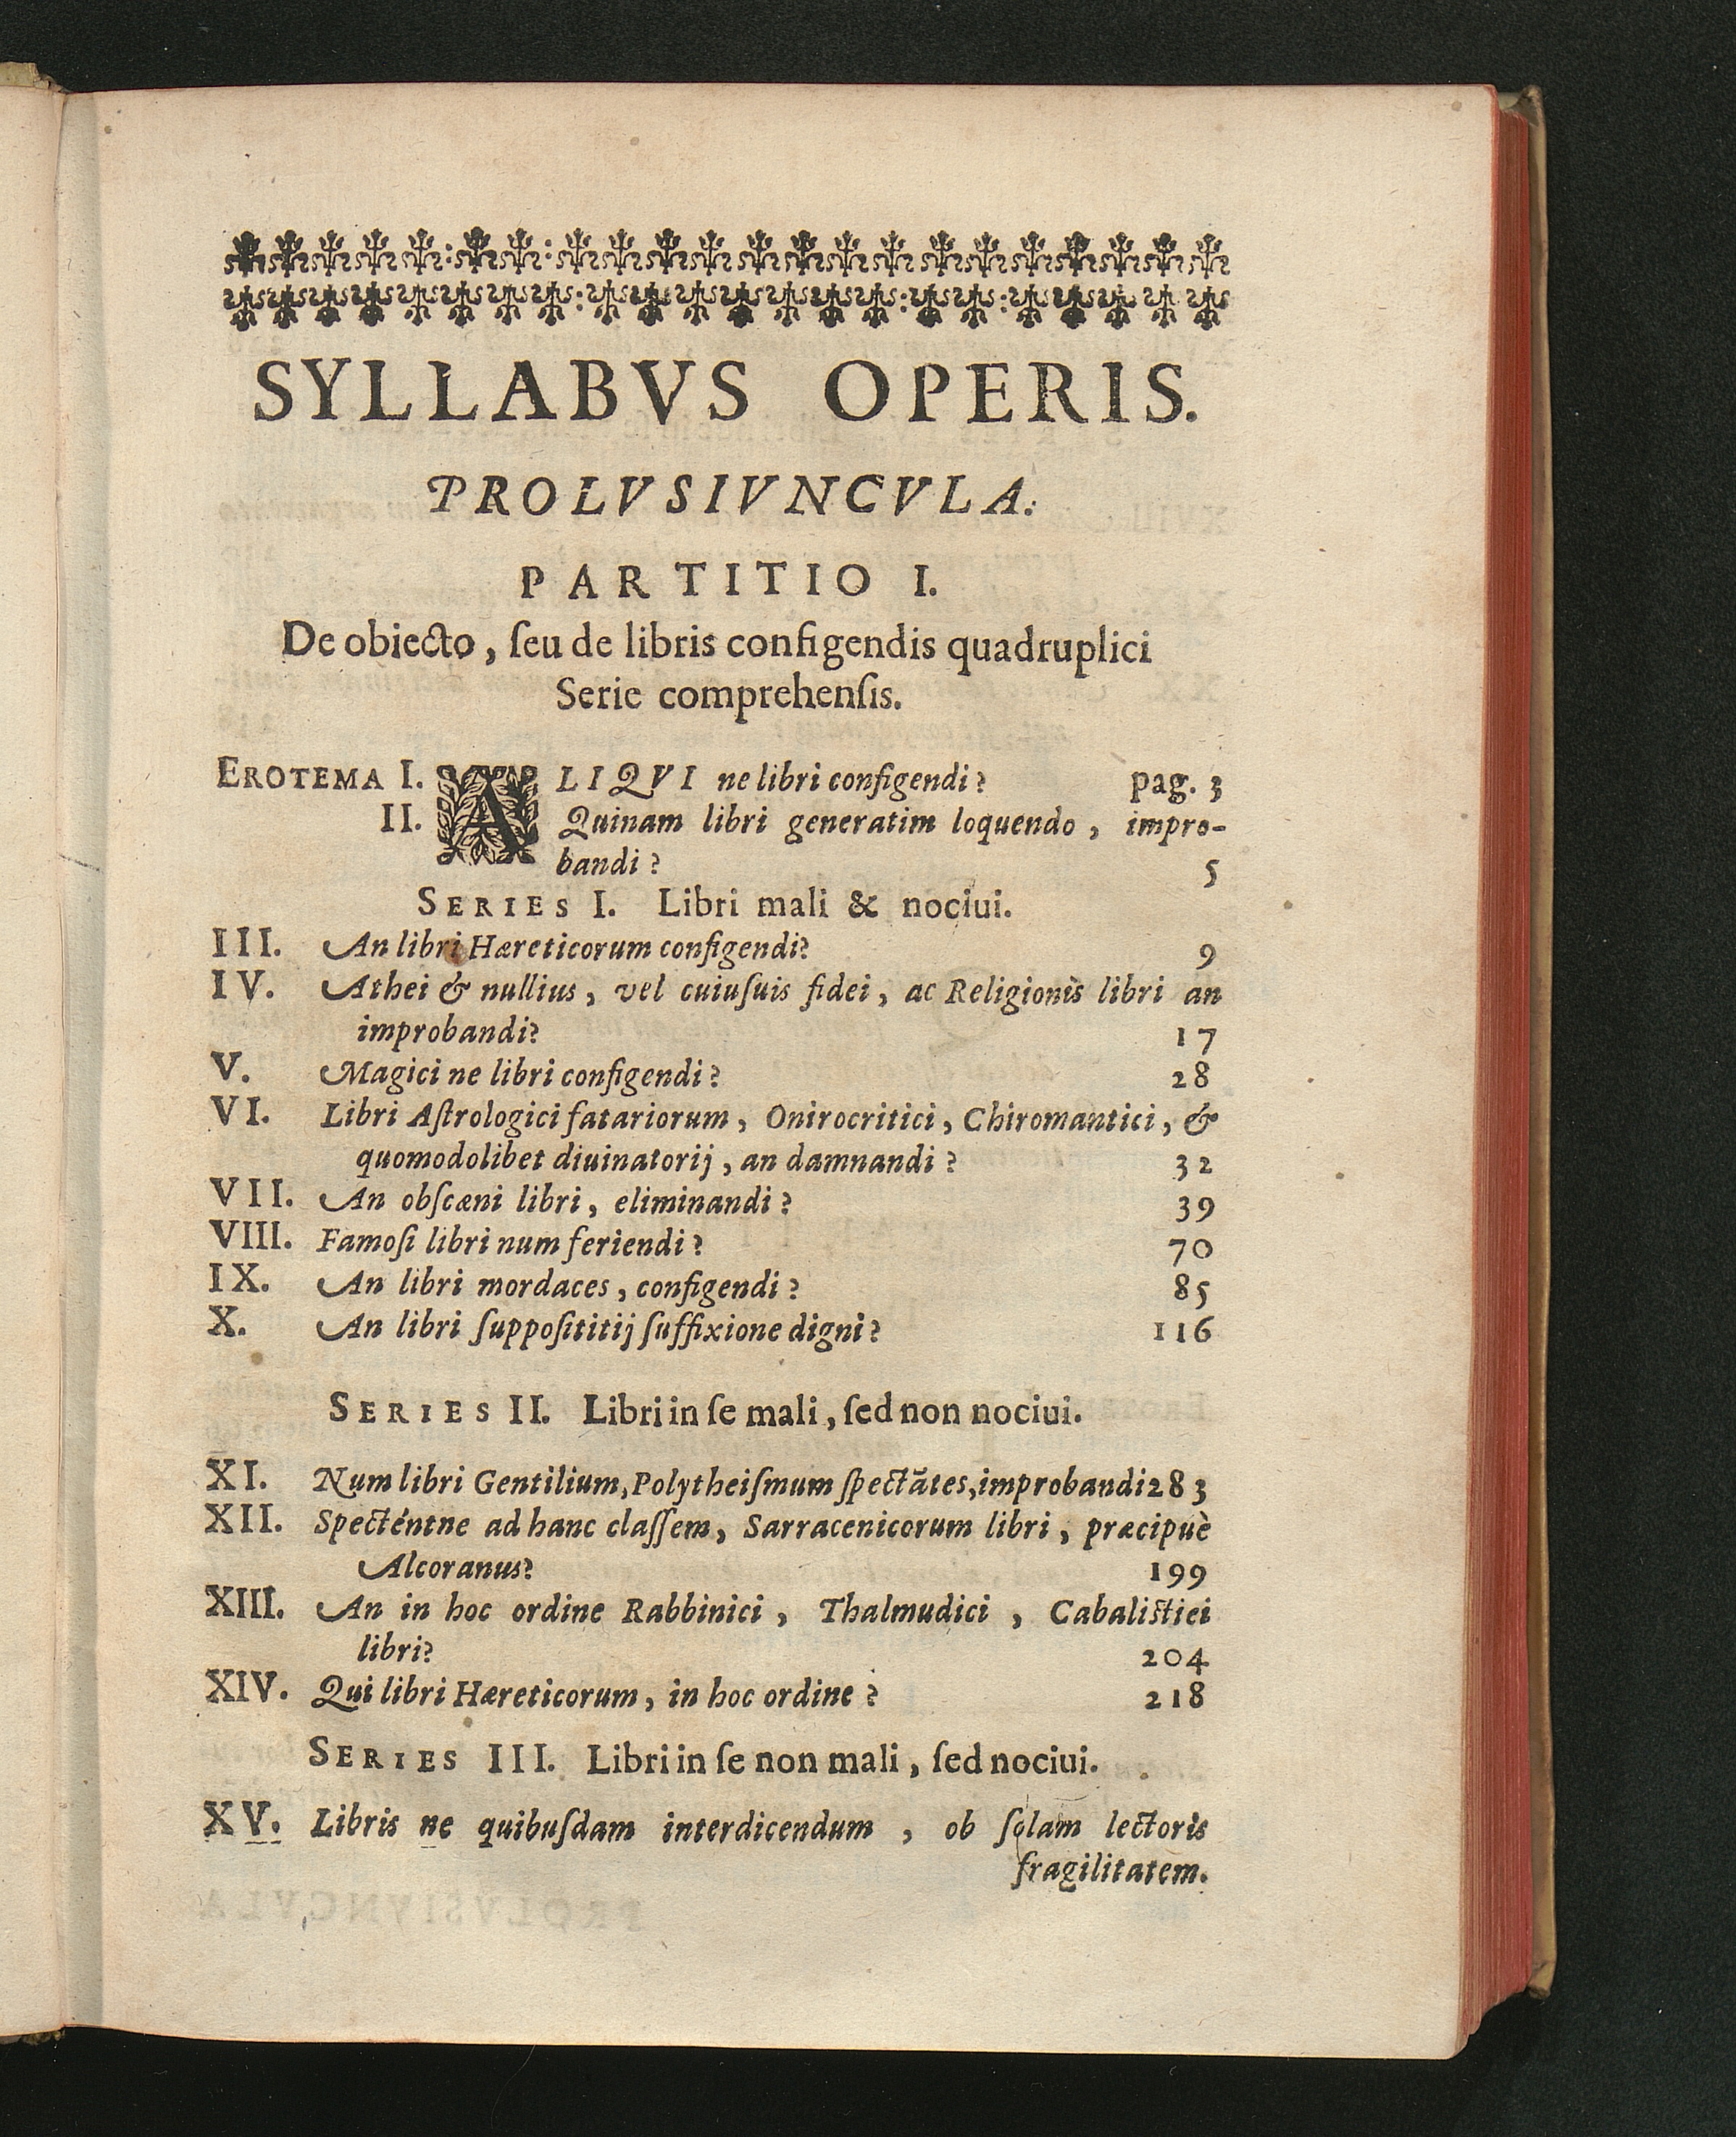 SYLLABVS OPERIS.
PROLVSIVNCVLA.
PARTITIO I.
De obiecto, ſeu de libris configendis quadruplici
Serie comprehenſis.
EROTEMA I. ALIQVI ne libri configendi? pag. 3
II. Quinam libri generatim loquendo, impro-
bandi? 5
SERIES I. Libri mali & nociui.
III. An libri Hæreticorum configendi? 9
IV. Athei & nullius, vel cuiuſuis fidei, ac Religionis libri an
improbandi? 17
V. Magici ne libri configendi? 28
VI. Libri Aſtrologici fatariorum, Onirocritici, Chiromantici, &
quomodolibet diuinatorij, an damnandi? 32
VII. An obſcæni libri, eliminandi? 39
VIII. Famoſi libri num feriendi? 70
IX. An libri mordaces, configendi? 85
X. An libri ſuppoſititij ſuffixione digni? 116
SERIES II. Libri in ſe mali, ſed non nociui.
XI. Num libri Gentilium, Polytheiſmum ſpectātes, improbandi 283
XII. Specténtne ad hanc claſſem, Sarracenicorum libri, præcipuè
Alcoranus? 199
XIII. An in hoc ordine Rabbinici, Thalmudici, Cabaliſtici
libri? 204
XIV. Qui libri Hæreticorum, in hoc ordine? 218
SERIES III. Libri in ſe non mali, ſed nociui.
XV. Libris ne quibuſdam interdicendum, ob ſolam lectoris
fragilitatem.